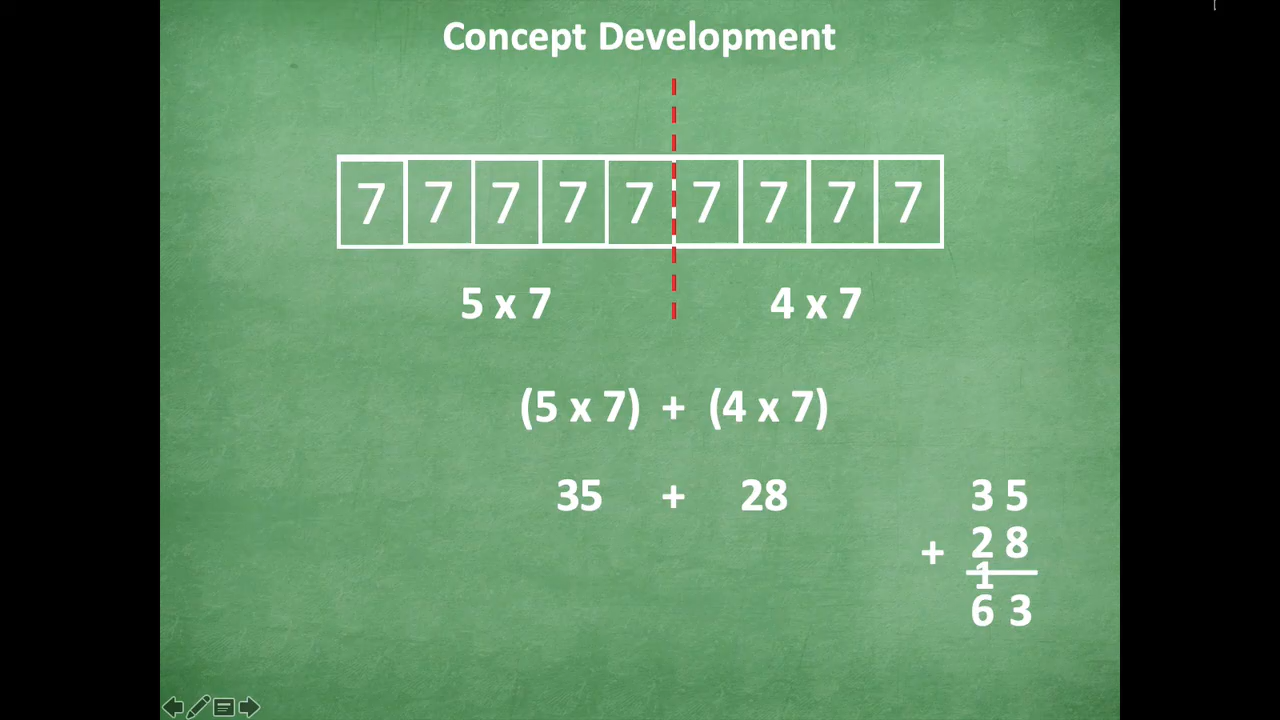 Concept Development
7 7 7 7 7 7 7 7 7
5 x 7 4 x 7
(5 x 7) + (4 x 7)
35 + 28
3 5
+ 2 8
1
6 3